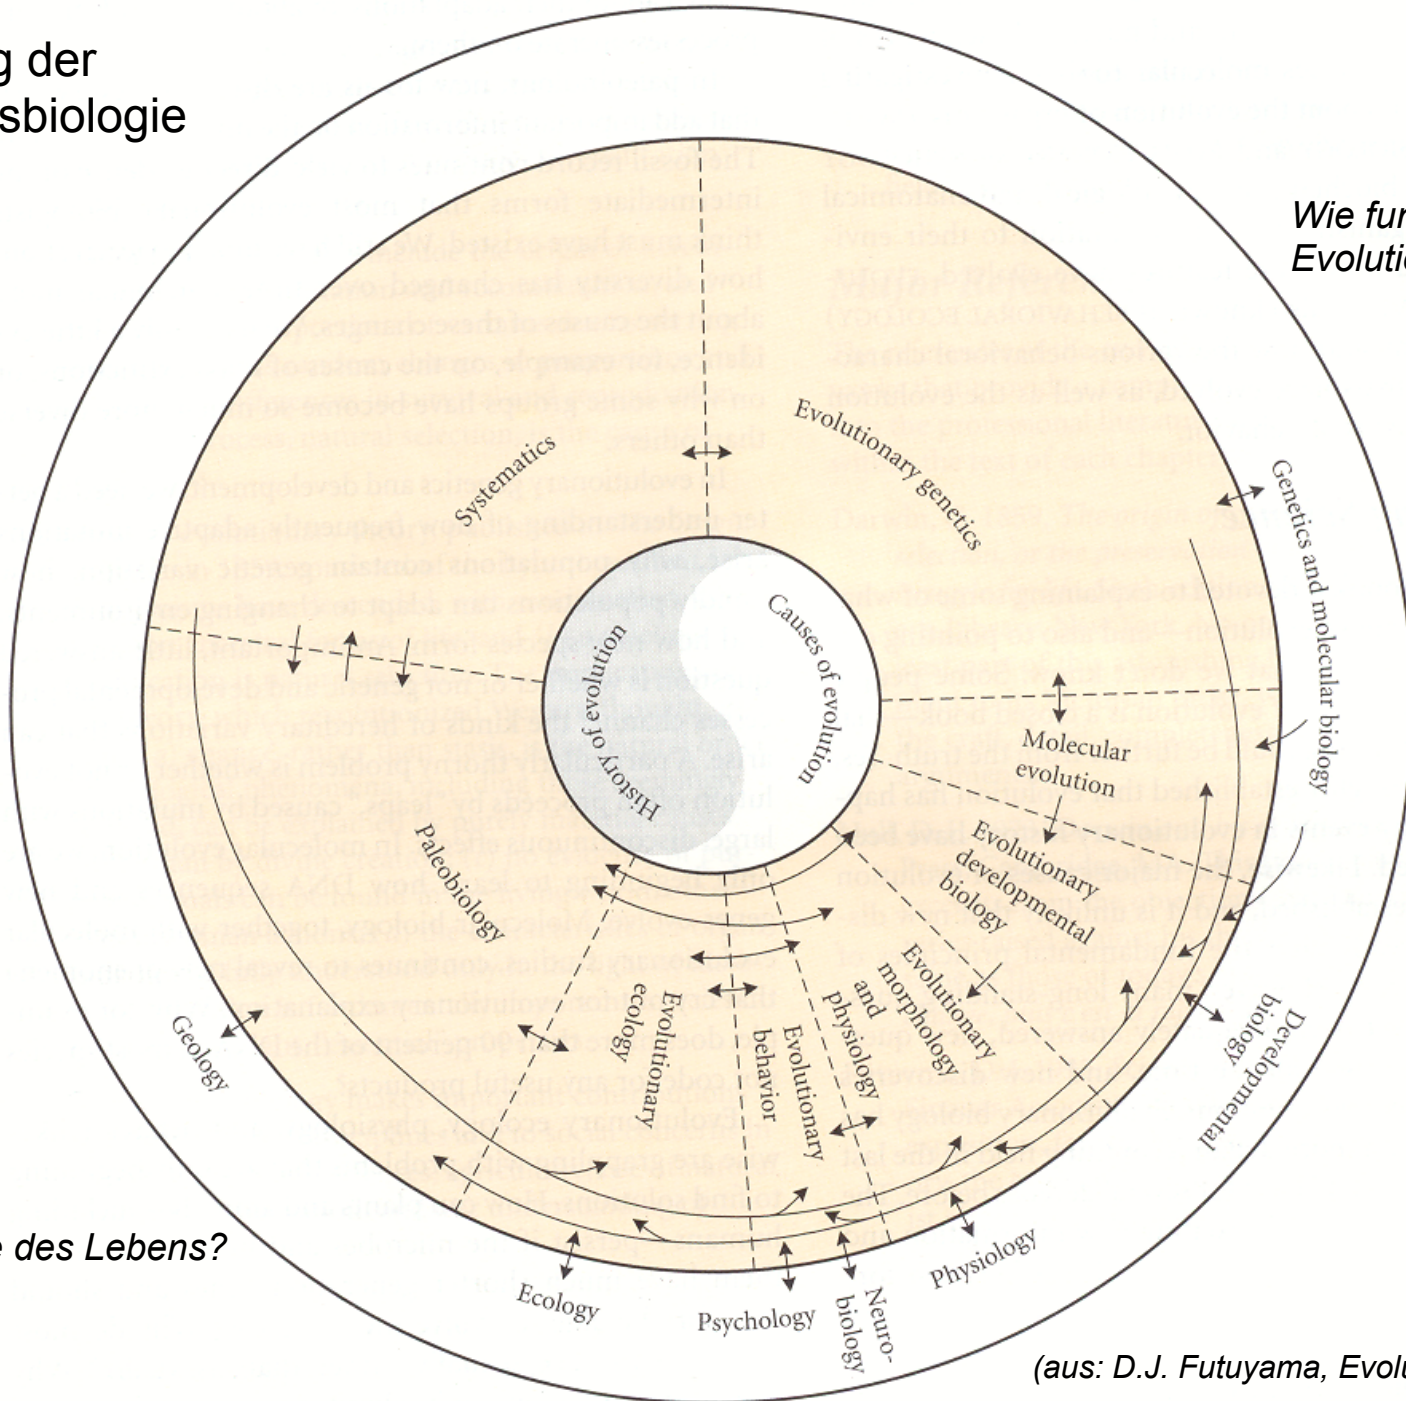 g der
sbiologie
Wie fur
Evolutio
Systematics
Evolutionary genetics
Genetics and molecular biology
History of evolution
Causes of evolution
Molecular
evolution
Evolutionary
developmental
biology
Paleobiology
Evolutionary
morphology
and
physiology
Evolutionary
ecology
Evolutionary
behavior
Geology
Developmental
biology
e des Lebens?
Ecology
Psychology
Neuro-
biology
Physiology
(aus: D.J. Futuyama, Evolu